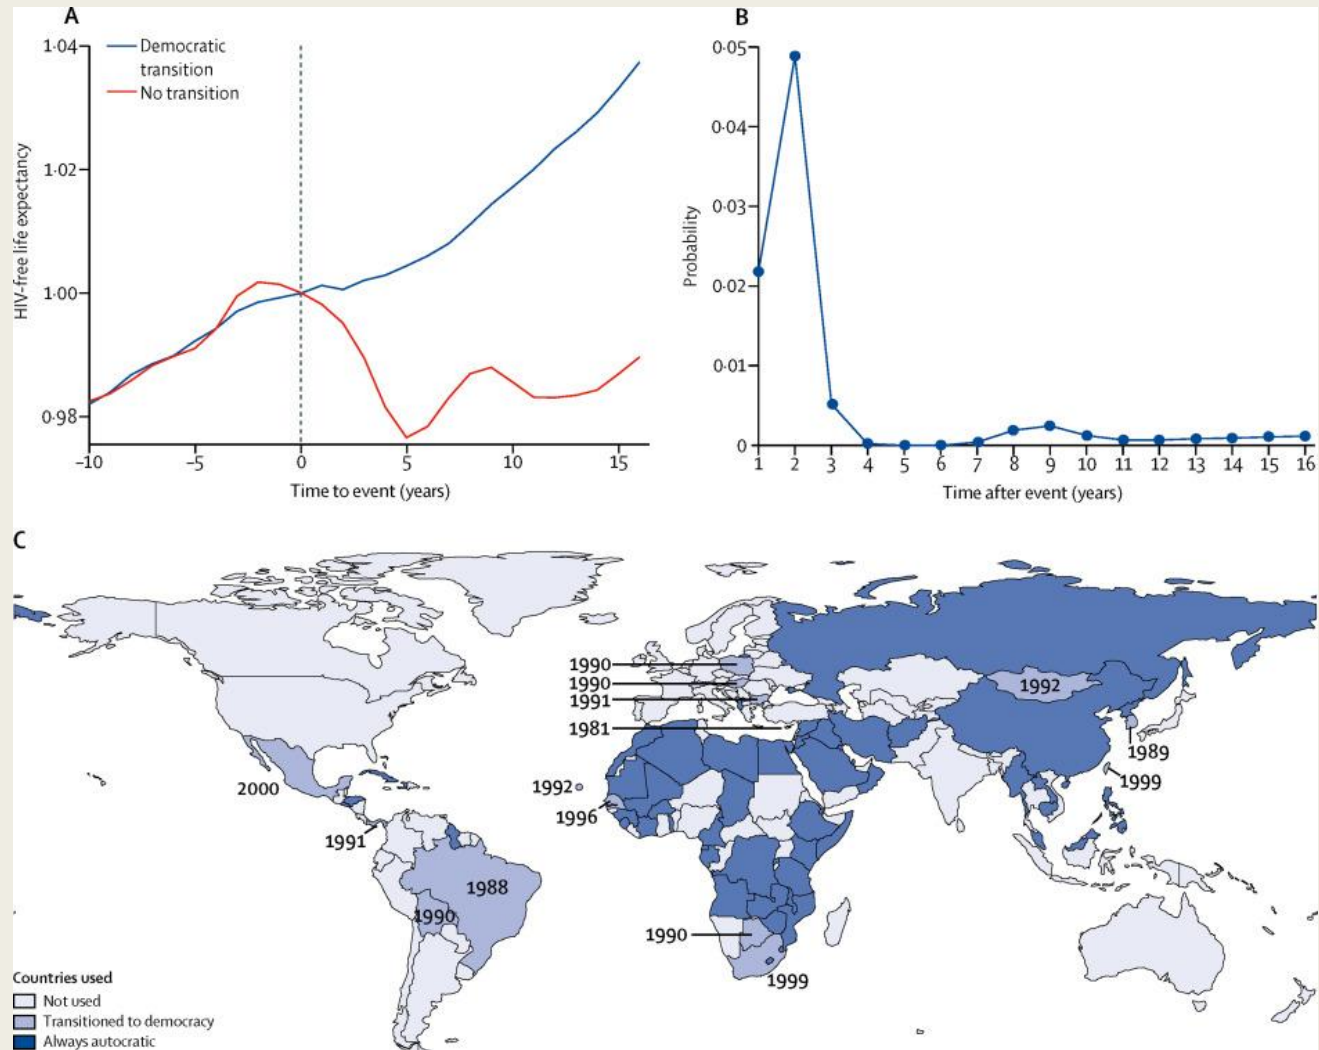 A
1·04
Democratic
transition
No transition
1·02
1·00
0·98
HIV-free life expectancy
–10
–5
0
5
10
15
Time to event (years)
B
0·05
0·04
0·03
0·02
0·01
0
Probability
1 2 3 4 5 6 7 8 9 10 11 12 13 14 15 16
Time after event (years)
C
1990
1990
1991
1981
1992
1989
1999
2000
1992
1996
1991
1988
1990
1990
1999
Countries used
Not used
Transitioned to democracy
Always autocratic